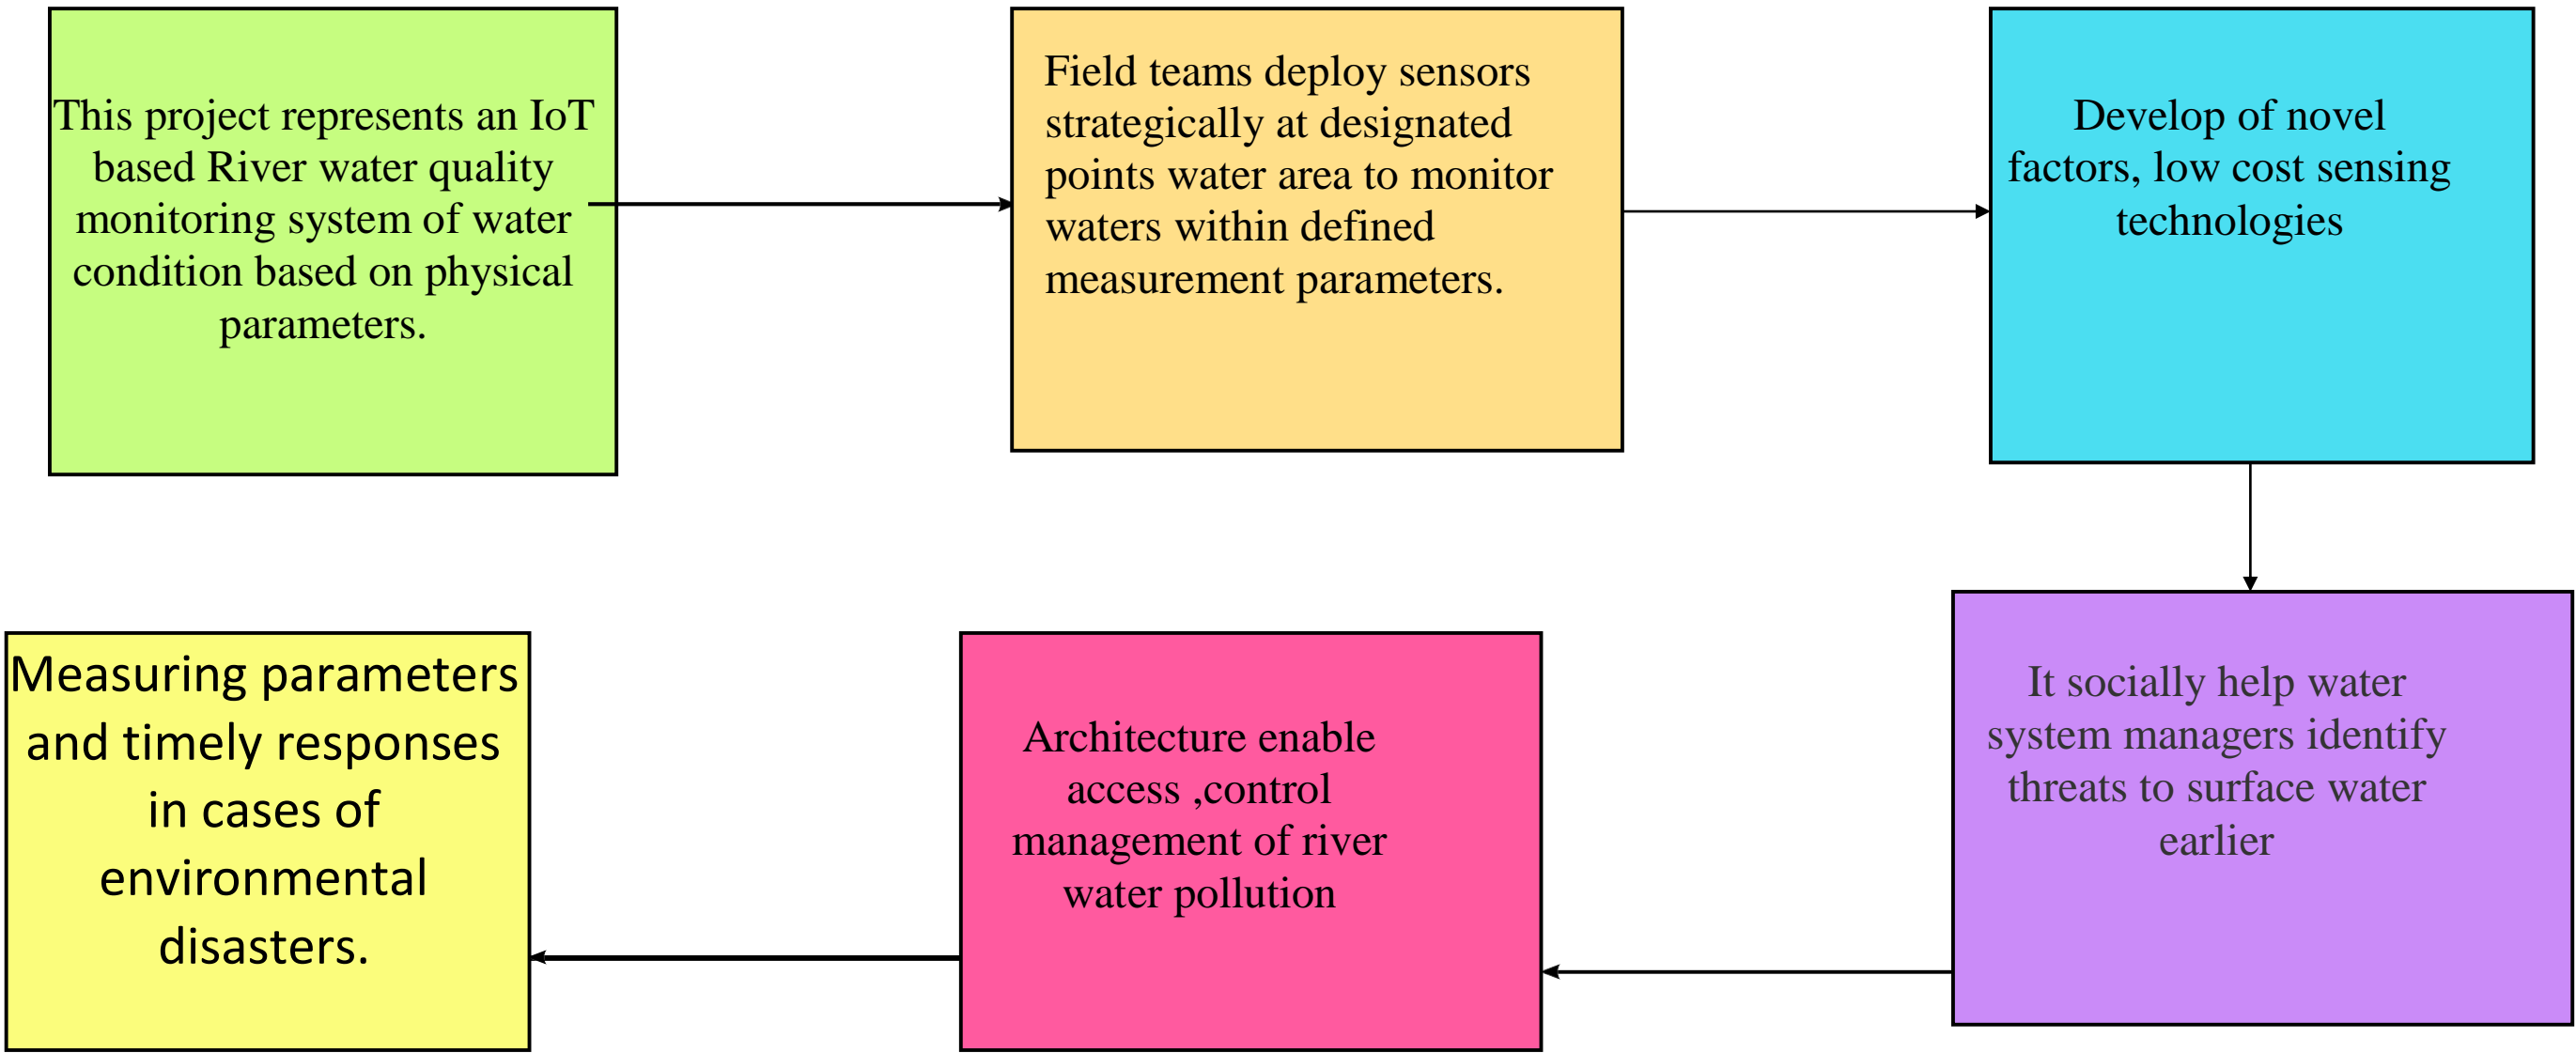 This project represents an IoT
based River water quality
monitoring system of water
condition based on physical
parameters.
Field teams deploy sensors
strategically at designated
points water area to monitor
waters within defined
measurement parameters.
Develop of novel
factors, low cost sensing
technologies
It socially help water
system managers identify
threats to surface water
earlier
Architecture enable
access ,control
management of river
water pollution
Measuring parameters
and timely responses
in cases of
environmental
disasters.